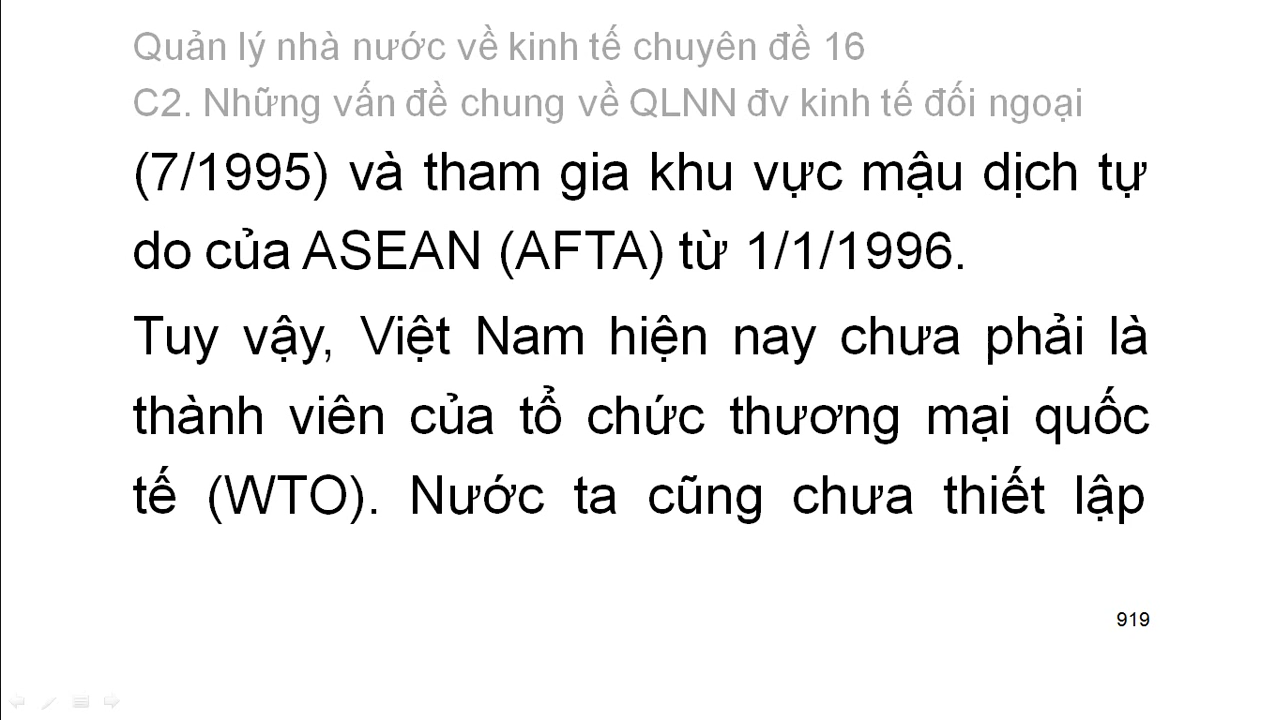 Quản lý nhà nước về kinh tế chuyên đề 16
C2. Những vấn đề chung về QLNN đv kinh tế đối ngoại
(7/1995) và tham gia khu vực mậu dịch tự
do của ASEAN (AFTA) từ 1/1/1996.
Tuy vậy, Việt Nam hiện nay chưa phải là
thành viên của tổ chức thương mại quốc
tế (WTO). Nước ta cũng chưa thiết lập
919